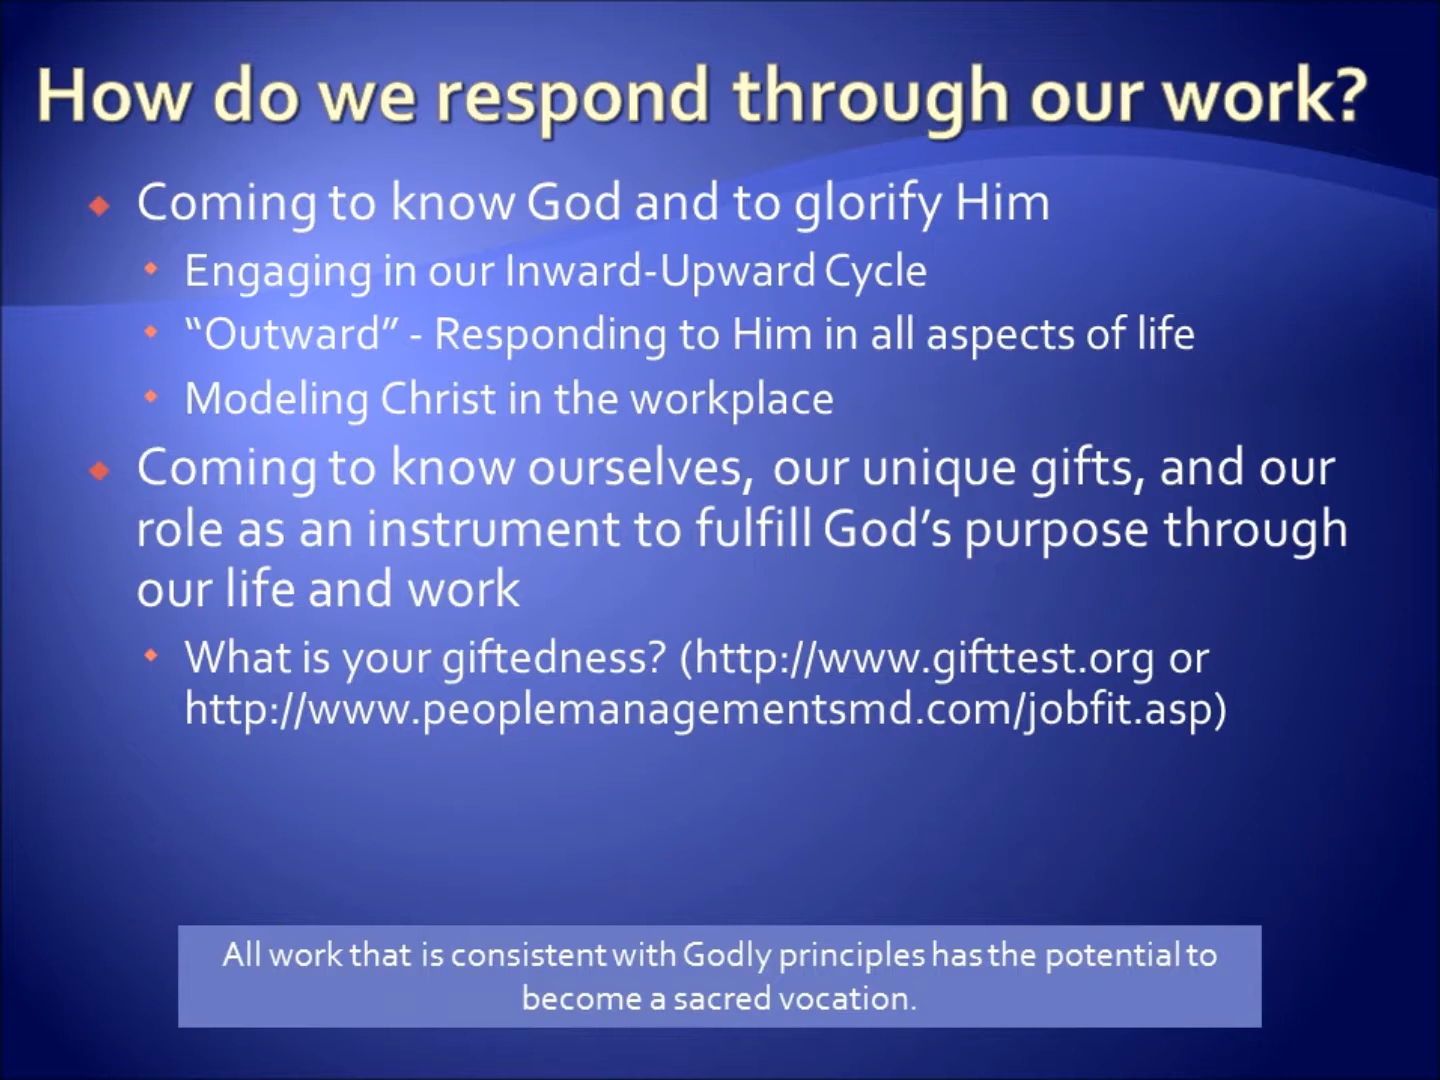 How do we respond through our work?
Coming to know God and to glorify Him
Engaging in our Inward-Upward Cycle
“Outward” - Responding to Him in all aspects of life
Modeling Christ in the workplace
Coming to know ourselves, our unique gifts, and our
role as an instrument to fulfill God’s purpose through
our life and work
What is your giftedness? (http://www.gifttest.org or
http://www.peoplemanagementsmd.com/jobfit.asp)
All work that is consistent with Godly principles has the potential to
become a sacred vocation.